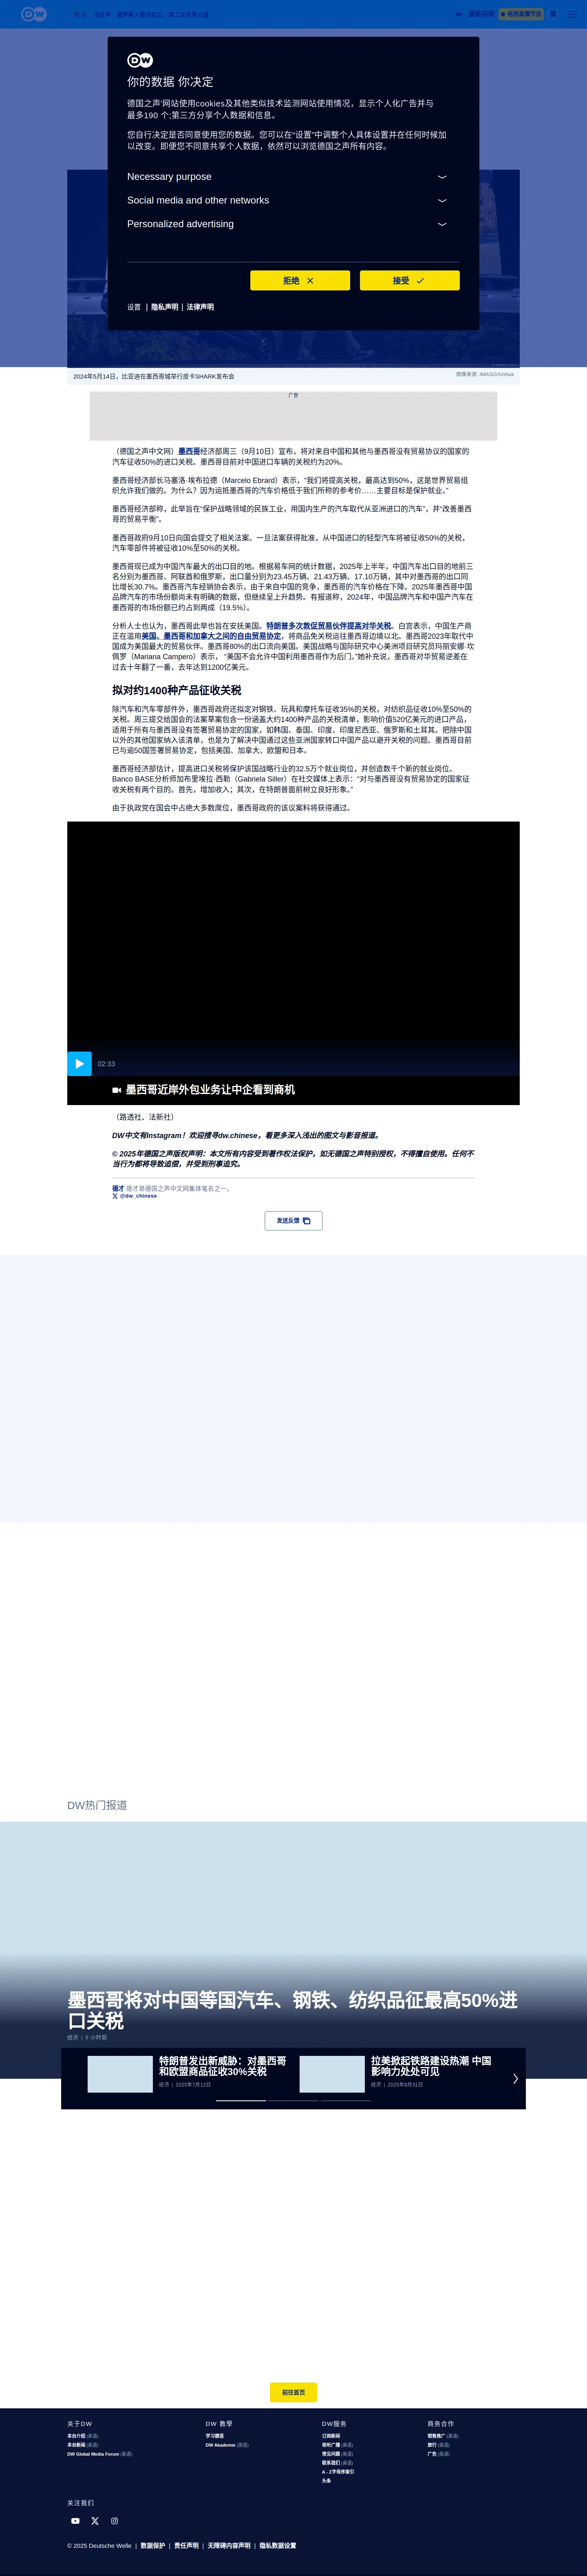 DW
焦点 习近平 俄罗斯入侵乌克兰 第二次世界大战
最新视频
电视直播节目
繁
DW
你的数据 你决定
德国之声'网站使用cookies及其他类似技术监测网站使用情况，显示个人化广告并与
最多190 个;第三方分享个人数据和信息。
您自行决定是否同意使用您的数据。您可以在“设置”中调整个人具体设置并在任何时候加
以改变。即便您不同意共享个人数据，依然可以浏览德国之声所有内容。
Necessary purpose
Social media and other networks
Personalized advertising
拒绝
接受
设置 | 隐私声明 | 法律声明
2024年5月14日，比亚迪在墨西哥城举行皮卡SHARK发布会
图像来源: IMAGO/Xinhua
广告
（德国之声中文网）墨西哥经济部周三（9月10日）宣布，将对来自中国和其他与墨西哥没有贸易协议的国家的
汽车征收50%的进口关税。墨西哥目前对中国进口车辆的关税约为20%。
墨西哥经济部长马塞洛·埃布拉德（Marcelo Ebrard）表示，“我们将提高关税，最高达到50%，这是世界贸易组
织允许我们做的。为什么？因为运抵墨西哥的汽车价格低于我们所称的参考价……主要目标是保护就业。”
墨西哥经济部称，此举旨在“保护战略领域的民族工业，用国内生产的汽车取代从亚洲进口的汽车”，并“改善墨西
哥的贸易平衡”。
墨西哥政府9月10日向国会提交了相关法案。一旦法案获得批准，从中国进口的轻型汽车将被征收50%的关税，
汽车零部件将被征收10%至50%的关税。
墨西哥现已成为中国汽车最大的出口目的地。根据易车网的统计数据，2025年上半年，中国汽车出口目的地前三
名分别为墨西哥、阿联酋和俄罗斯，出口量分别为23.45万辆、21.43万辆、17.10万辆，其中对墨西哥的出口同
比增长30.7%。墨西哥汽车经销协会表示，由于来自中国的竞争，墨西哥的汽车价格在下降。2025年墨西哥中国
品牌汽车的市场份额尚未有明确的数据，但继续呈上升趋势。有报道称，2024年，中国品牌汽车和中国产汽车在
墨西哥的市场份额已约占到两成（19.5%）。
分析人士也认为，墨西哥此举也旨在安抚美国。特朗普多次敦促贸易伙伴提高对华关税。白宫表示，中国生产商
正在滥用美国、墨西哥和加拿大之间的自由贸易协定，将商品免关税运往墨西哥边境以北。墨西哥2023年取代中
国成为美国最大的贸易伙伴。墨西哥80%的出口流向美国。美国战略与国际研究中心美洲项目研究员玛丽安娜·坎
佩罗（Mariana Campero）表示， “美国不会允许中国利用墨西哥作为后门。”她补充说，墨西哥对华贸易逆差在
过去十年翻了一番，去年达到1200亿美元。
拟对约1400种产品征收关税
除汽车和汽车零部件外，墨西哥政府还拟定对钢铁、玩具和摩托车征收35%的关税，对纺织品征收10%至50%的
关税。周三提交给国会的法案草案包含一份涵盖大约1400种产品的关税清单，影响价值520亿美元的进口产品，
适用于所有与墨西哥没有签署贸易协定的国家，如韩国、泰国、印度、印度尼西亚、俄罗斯和土耳其。把除中国
以外的其他国家纳入该清单，也是为了解决中国通过这些亚洲国家转口中国产品以避开关税的问题。墨西哥目前
已与逾50国签署贸易协定，包括美国、加拿大、欧盟和日本。
墨西哥经济部估计，提高进口关税将保护该国战略行业的32.5万个就业岗位，并创造数千个新的就业岗位。
Banco BASE分析师加布里埃拉·西勒（Gabriela Siller）在社交媒体上表示：“对与墨西哥没有贸易协定的国家征
收关税有两个目的。首先，增加收入；其次，在特朗普面前树立良好形象。”
由于执政党在国会中占绝大多数席位，墨西哥政府的该议案料将获得通过。
02:33
墨西哥近岸外包业务让中企看到商机
（路透社、法新社）
DW中文有Instagram！欢迎搜寻dw.chinese，看更多深入浅出的图文与影音报道。
© 2025年德国之声版权声明：本文所有内容受到著作权法保护，如无德国之声特别授权，不得擅自使用。任何不
当行为都将导致追偿，并受到刑事追究。
德才 德才是德国之声中文网集体笔名之一。
@dw_chinese
发送反馈
DW热门报道
墨西哥将对中国等国汽车、钢铁、纺织品征最高50%进
口关税
经济 | 5 小时前
特朗普发出新威胁：对墨西哥
和欧盟商品征收30%关税
经济 | 2025年7月12日
拉美掀起铁路建设热潮 中国
影响力处处可见
经济 | 2025年8月31日
前往首页
关于DW
本台介绍 (英语)
本台新闻 (英语)
DW Global Media Forum (英语)
DW 教學
学习德语
DW Akademie (英语)
DW服务
订阅新闻
收听广播 (英语)
常见问题 (英语)
联系我们 (英语)
A - Z字母序索引
头条
商务合作
销售推广 (英语)
旅行 (英语)
广告 (英语)
关注我们
© 2025 Deutsche Welle | 数据保护 | 责任声明 | 无障碍内容声明 | 隐私数据设置